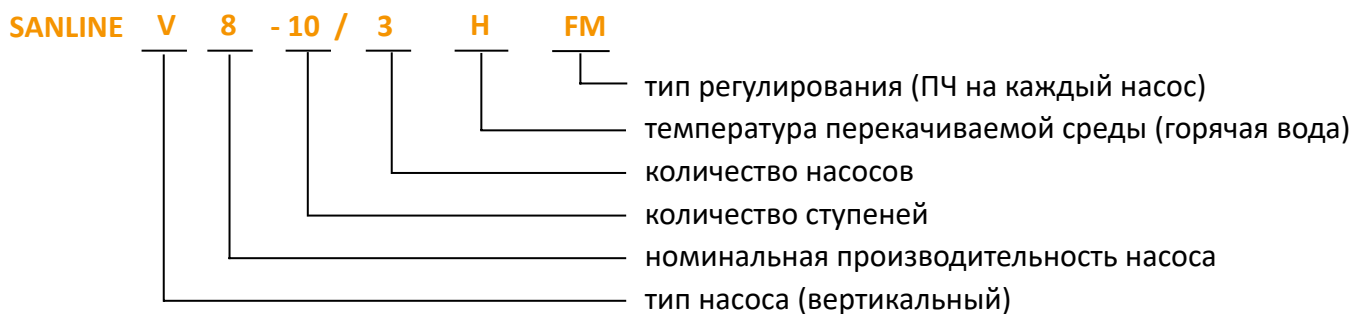 SANLINE V 8 - 10 / 3 H FM
тип регулирования (ПЧ на каждый насос)
температура перекачиваемой среды (горячая вода)
количество насосов
количество ступеней
номинальная производительность насоса
тип насоса (вертикальный)